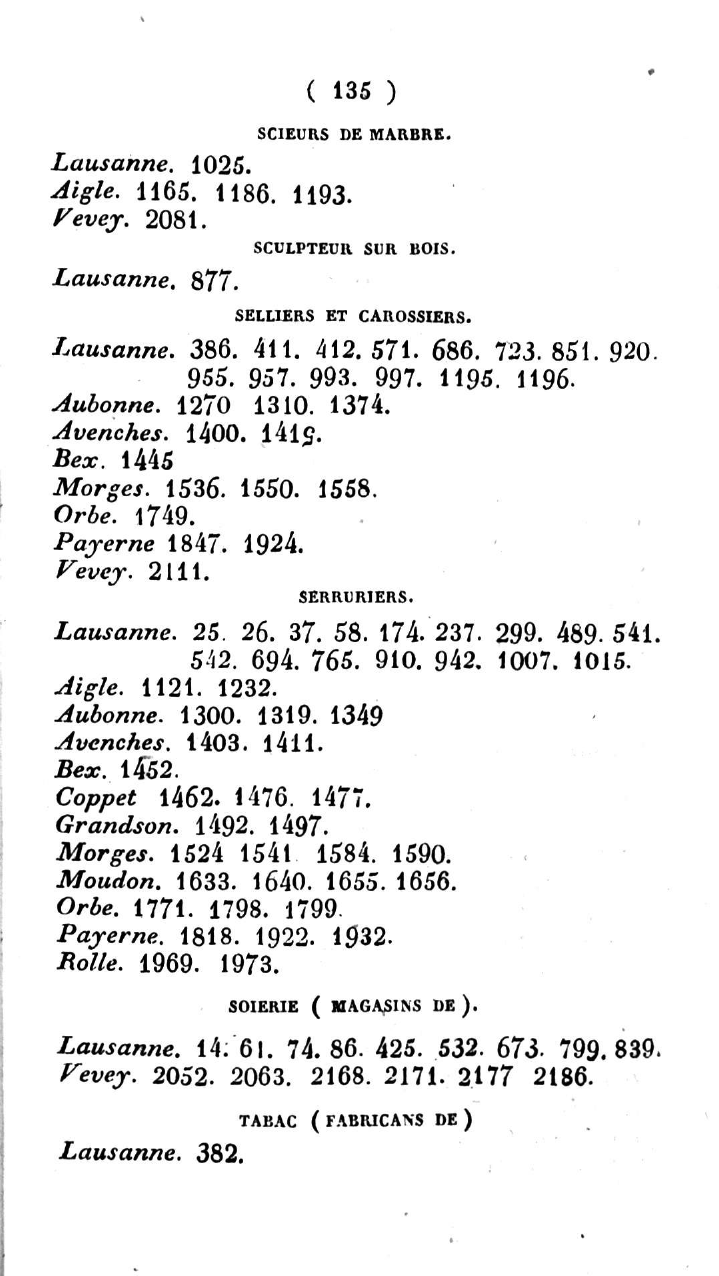 ( 135 )
SCIEURS DE MARBRE.
Lausanne. 1025.
Aigle. 1165. 1186. 1193.
Vevey. 2081.
SCULPTEUR SUR BOIS.
Lausanne. 877.
SELLIERS ET CAROSSIERS.
Lausanne. 386. 411. 412. 571. 686. 723. 851. 920.
955. 957. 993. 997. 1195. 1196.
Aubonne. 1270 1310. 1374.
Avenches. 1400. 1419.
Bex. 1445
Morges. 1536. 1550. 1558.
Orbe. 1749.
Payerne 1847. 1924.
Vevey. 2111.
SERRURIERS.
Lausanne. 25. 26. 37. 58. 174. 237. 299. 489. 541.
542. 694. 765. 910. 942. 1007. 1015.
Aigle. 1121. 1232.
Aubonne. 1300. 1319. 1349
Avenches. 1403. 1411.
Bex. 1452.
Coppet 1462. 1476. 1477.
Grandson. 1492. 1497.
Morges. 1524 1541 1584. 1590.
Moudon. 1633. 1640. 1655. 1656.
Orbe. 1771. 1798. 1799.
Payerne. 1818. 1922. 1932.
Rolle. 1969. 1973.
SOIERIE ( MAGASINS DE ).
Lausanne. 14. 61. 74. 86. 425. 532. 673. 799. 839.
Vevey. 2052. 2063. 2168. 2171. 2177 2186.
TABAC ( FABRICANS DE )
Lausanne. 382.